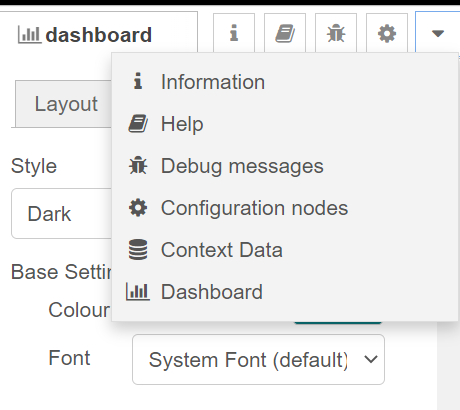 dashboard
Information
Layout
Help
Style
Debug messages
Dark
Configuration nodes
Context Data
Base Settin
Dashboard
Colour
Font
System Font (default)